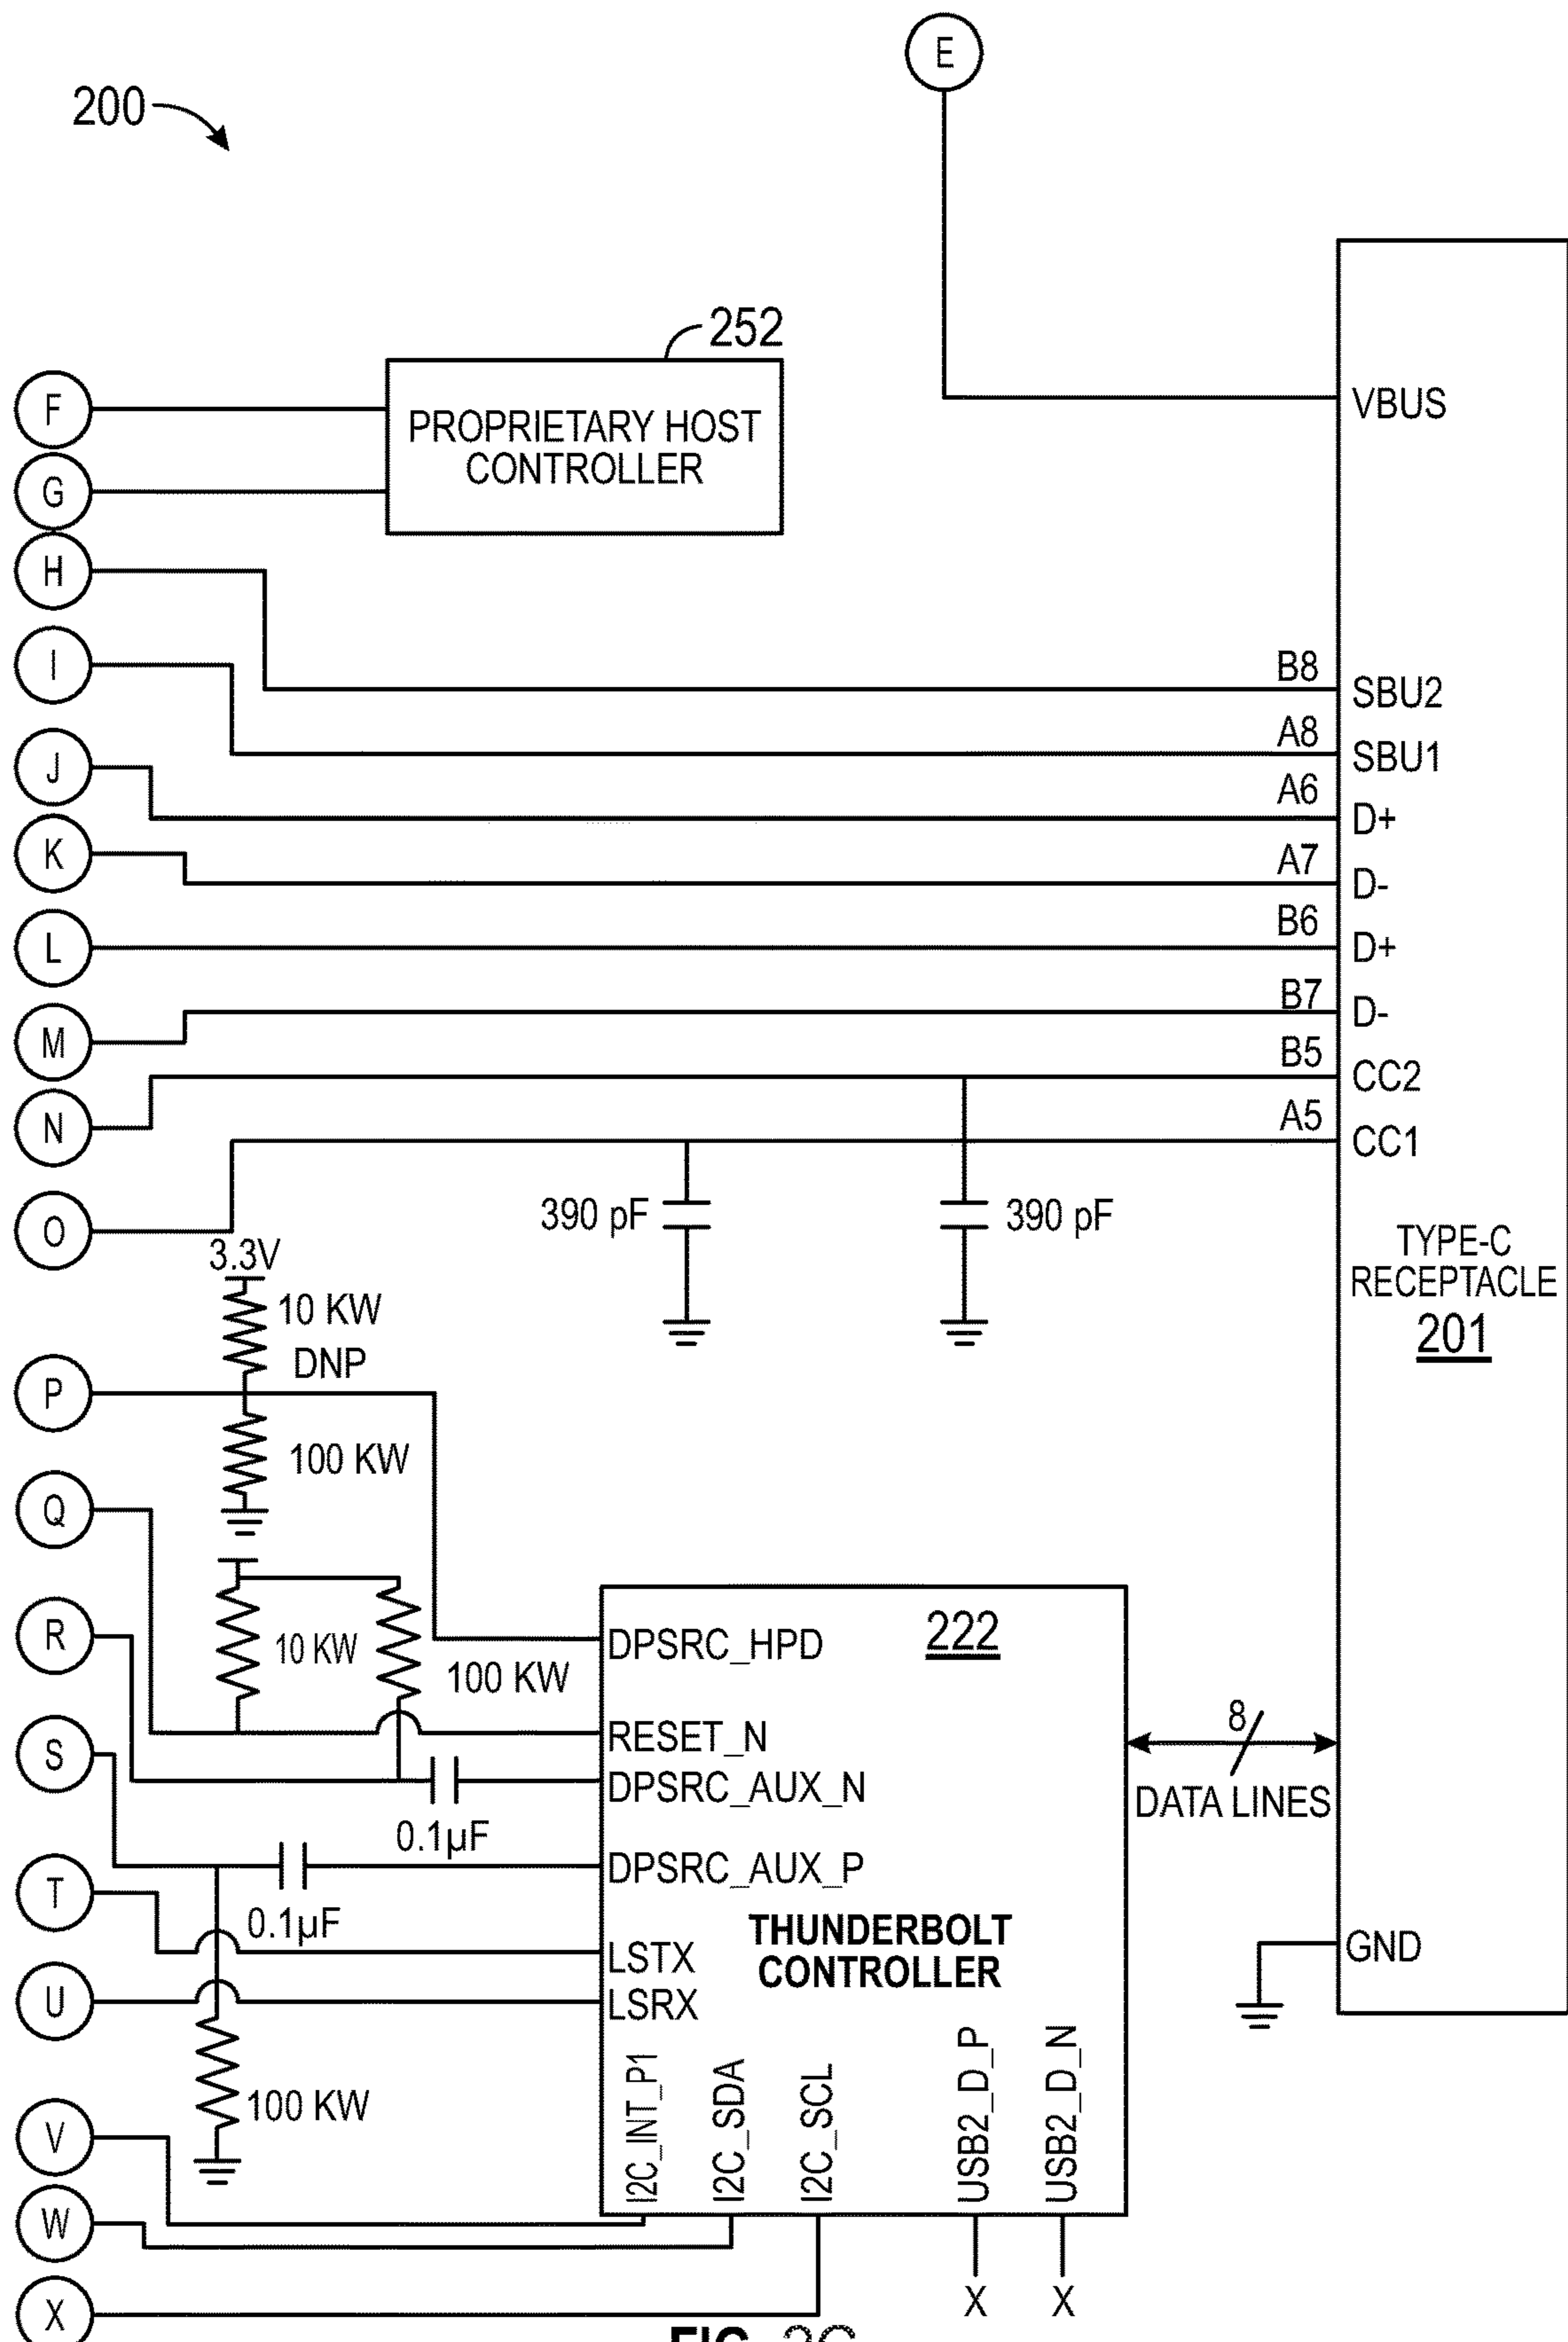 E
200
252
F
PROPRIETARY HOST
CONTROLLER
VBUS
G
H
I
B8
SBU2
A8
SBU1
J
A6
D+
K
A7
D-
L
B6
D+
M
B7
D-
N
B5
CC2
A5
CC1
O
390 pF
390 pF
3.3V
10 KW
DNP
TYPE-C
RECEPTACLE
201
P
100 KW
Q
R
10 KW
100 KW
DPSRC_HPD
222
RESET_N
8
S
DPSRC_AUX_N
DATA LINES
0.1µF
DPSRC_AUX_P
T
0.1µF
THUNDERBOLT
CONTROLLER
LSTX
GND
U
LSRX
100 KW
I2C_INT_P1
I2C_SDA
I2C_SCL
USB2_D_P
USB2_D_N
V
W
X
X
X